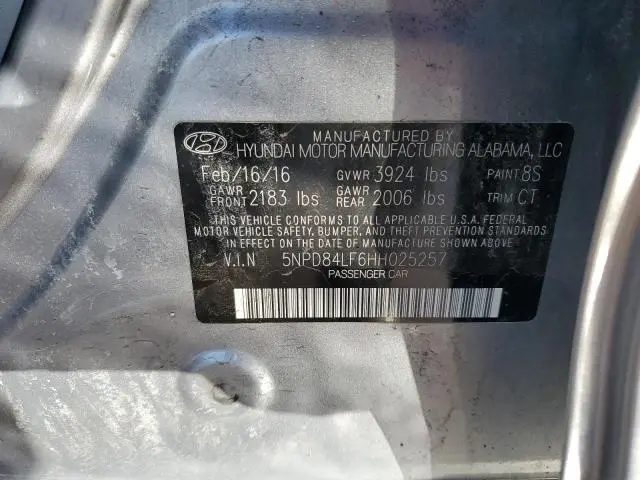 MANUFACTURED BY
HYUNDAI MOTOR MANUFACTURING ALABAMA, LLC
Feb/16/16 GVWR 3924 lbs PAINT 8S
GAWR FRONT 2183 lbs GAWR REAR 2006 lbs TRIM CT
THIS VEHICLE CONFORMS TO ALL APPLICABLE U.S.A. FEDERAL
MOTOR VEHICLE SAFETY, BUMPER, AND THEFT PREVENTION STANDARDS
IN EFFECT ON THE DATE OF MANUFACTURE SHOWN ABOVE.
V.I.N 5NPD84LF6HH025257
PASSENGER CAR